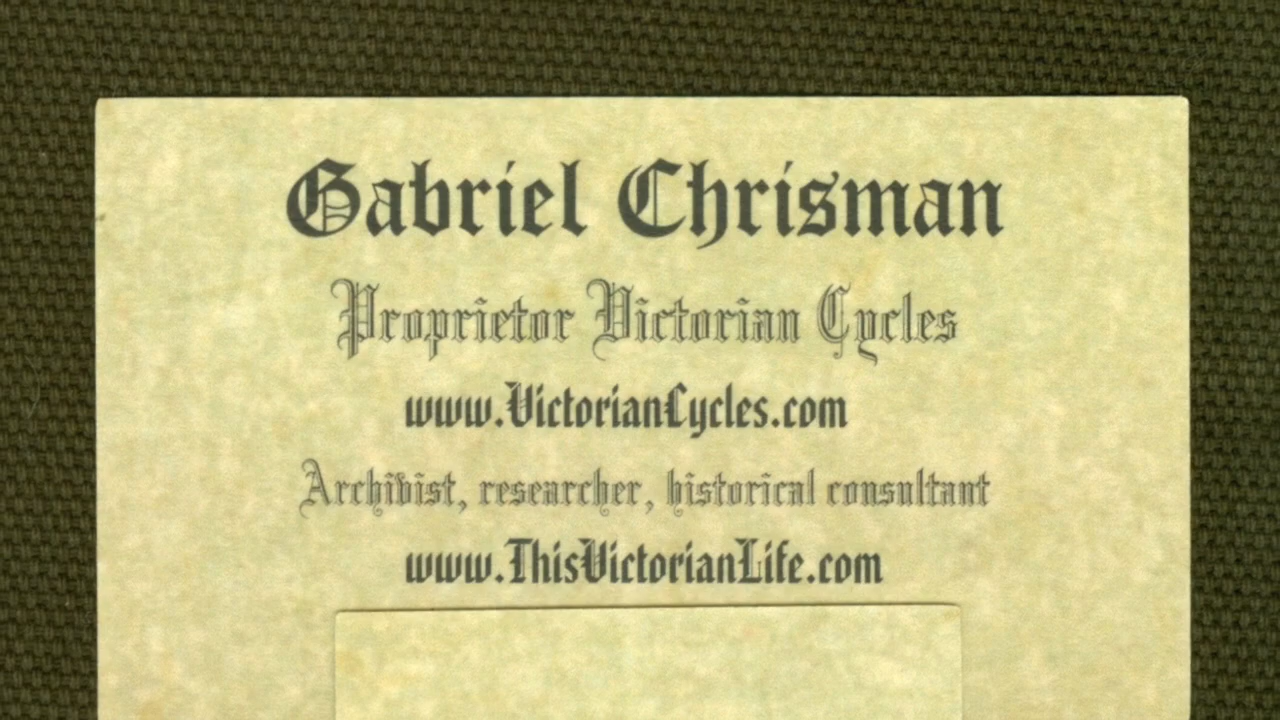 Gabriel Chrisman
Proprietor Victorian Cycles
www.VictorianCycles.com
Archivist, researcher, historical consultant
www.ThisVictorianLife.com